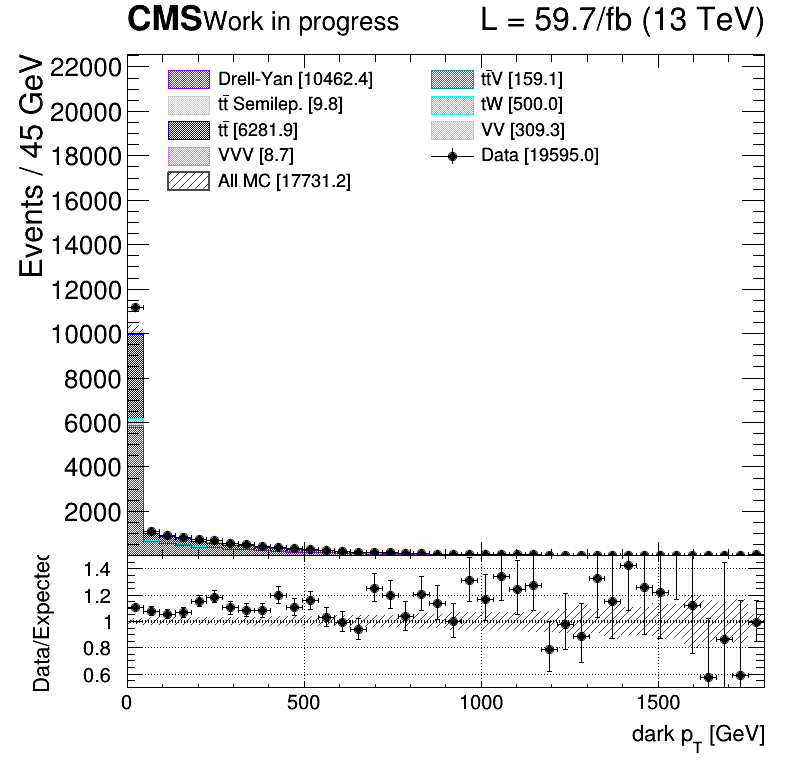 CMS Work in progress L = 59.7/fb (13 TeV)
Events / 45 GeV
22000
20000
18000
16000
14000
12000
10000
8000
6000
4000
2000
Drell-Yan [10462.4]
tt̄ Semilep. [9.8]
tt̄ [6281.9]
VVV [8.7]
All MC [17731.2]
tt̄V [159.1]
tW [500.0]
VV [309.3]
Data [19595.0]
Data/Expected
1.4
1.2
1
0.8
0.6
0 500 1000 1500
dark p_T [GeV]